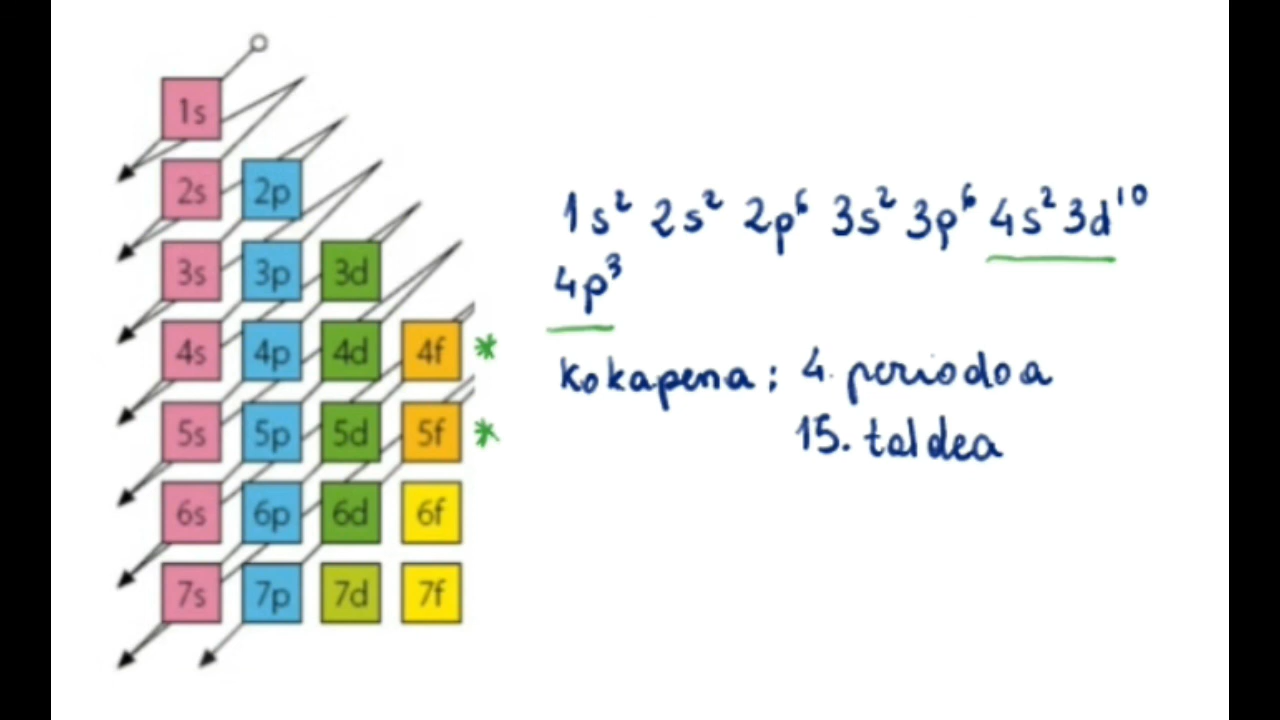 1s
2s 2p
3s 3p 3d
4s 4p 4d 4f *
5s 5p 5d 5f *
6s 6p 6d 6f
7s 7p 7d 7f
1s² 2s² 2p⁶ 3s² 3p⁶ 4s² 3d¹⁰
4p³
kokapena: 4. periodoa
15. taldea